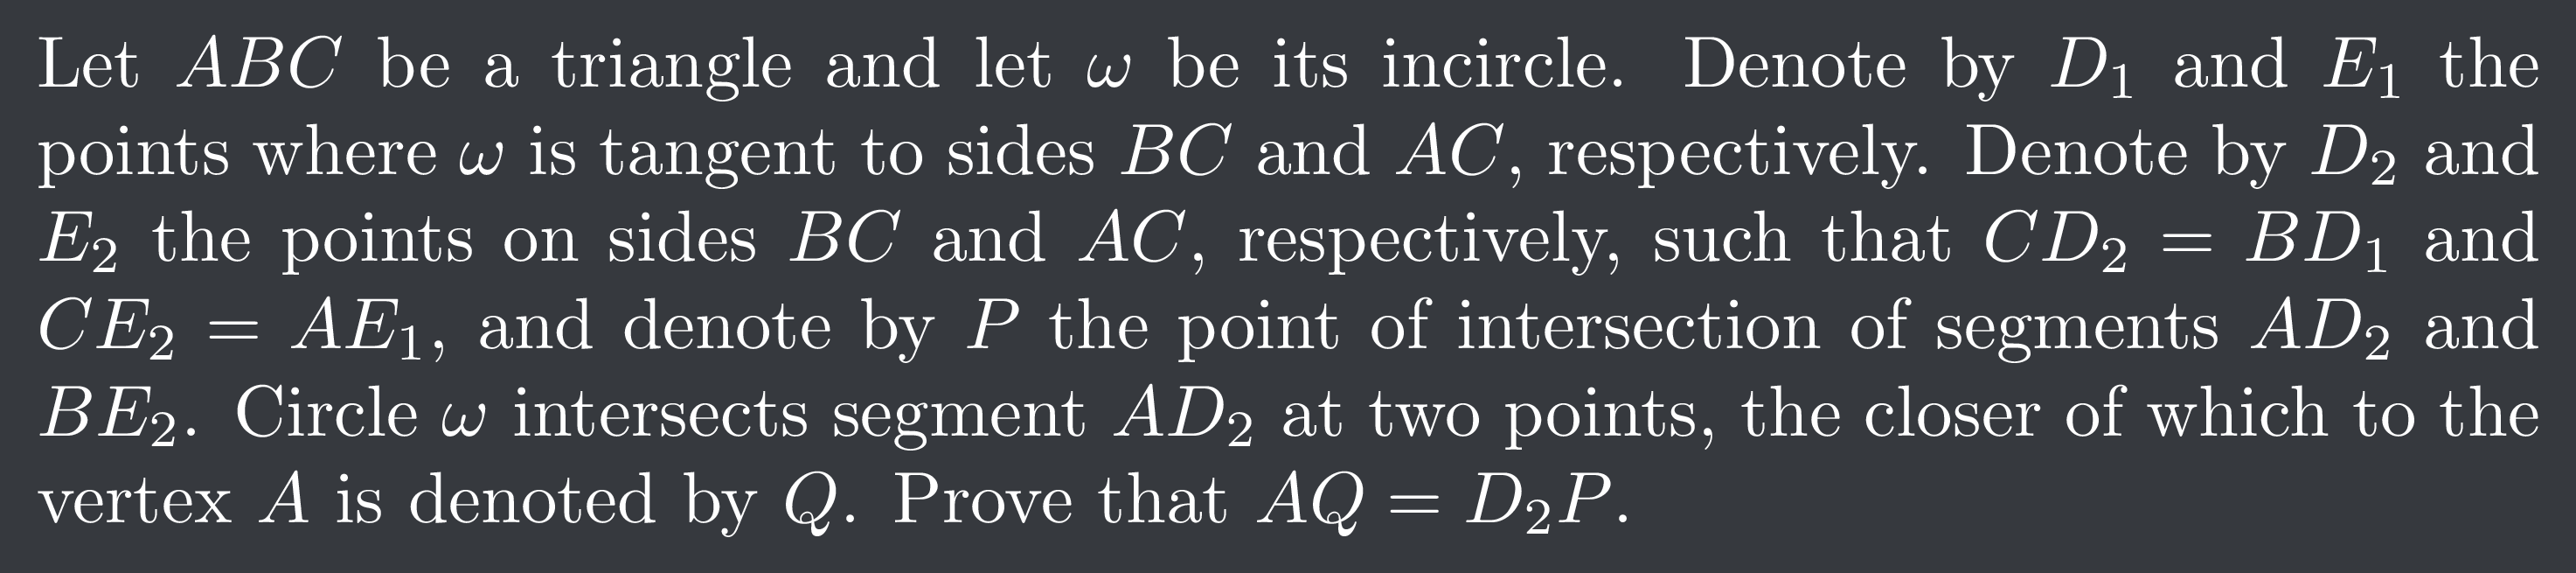 Let ABC be a triangle and let ω be its incircle. Denote by D₁ and E₁ the
points where ω is tangent to sides BC and AC, respectively. Denote by D₂ and
E₂ the points on sides BC and AC, respectively, such that CD₂ = BD₁ and
CE₂ = AE₁, and denote by P the point of intersection of segments AD₂ and
BE₂. Circle ω intersects segment AD₂ at two points, the closer of which to the
vertex A is denoted by Q. Prove that AQ = D₂P.